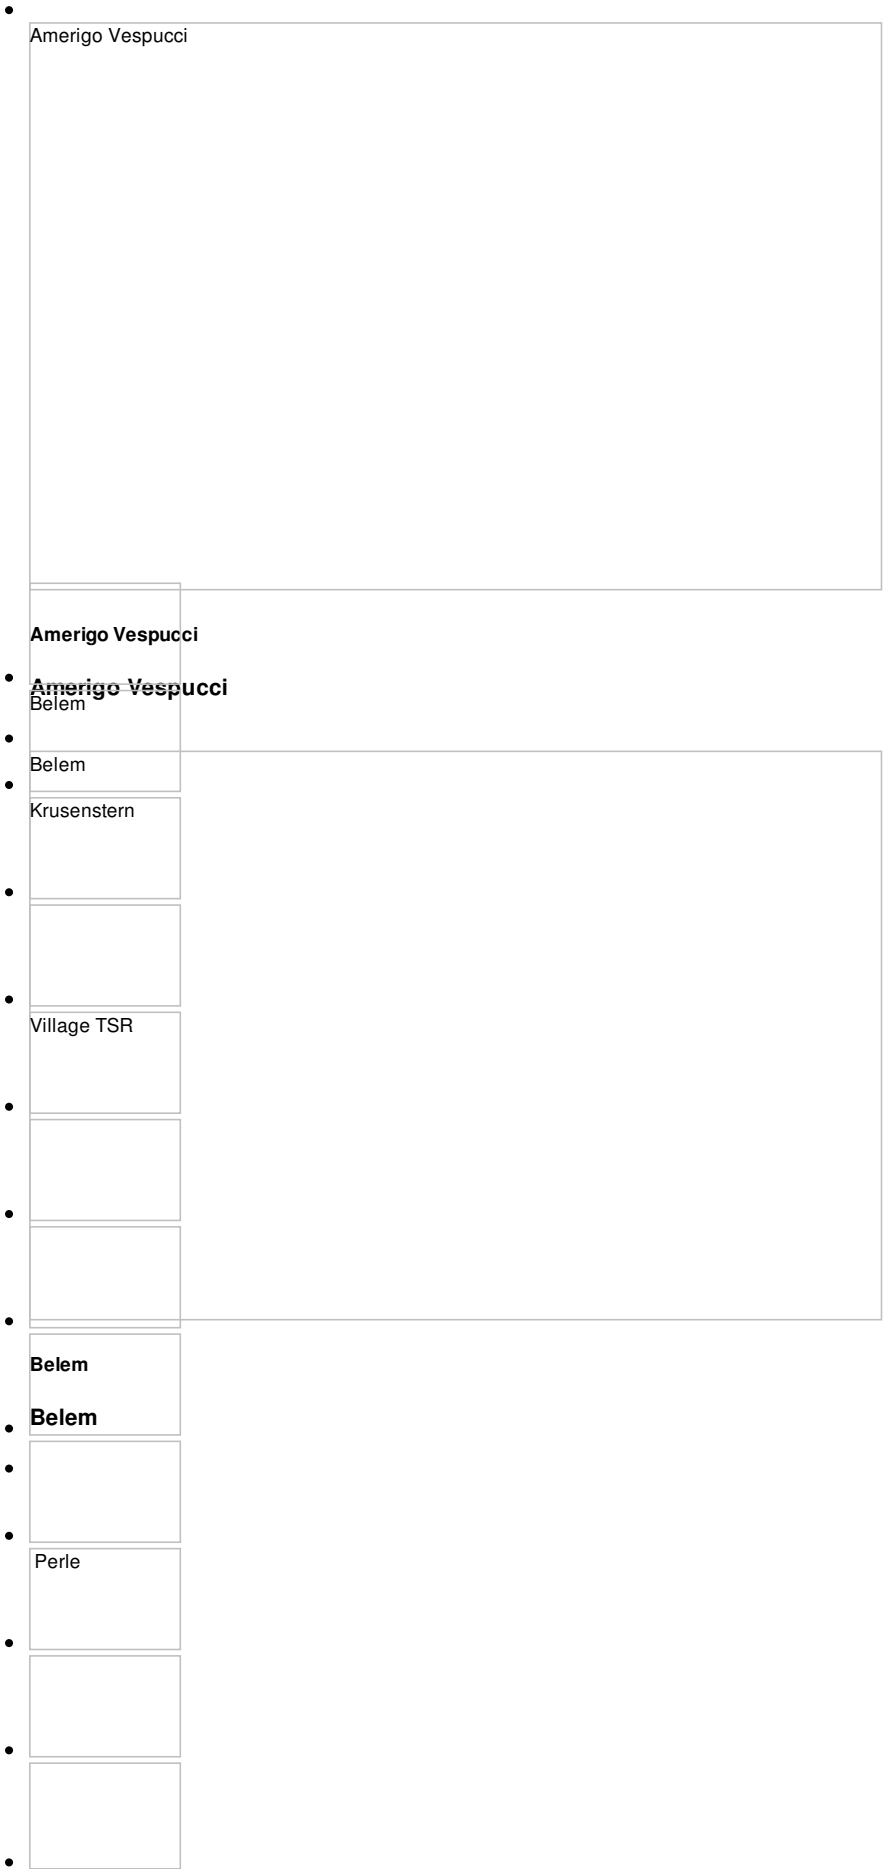 Amerigo Vespucci
Amerigo Vespucci
Amerigo Vespucci
Belem
Belem
Krusenstern
Village TSR
Belem
Belem
Perle